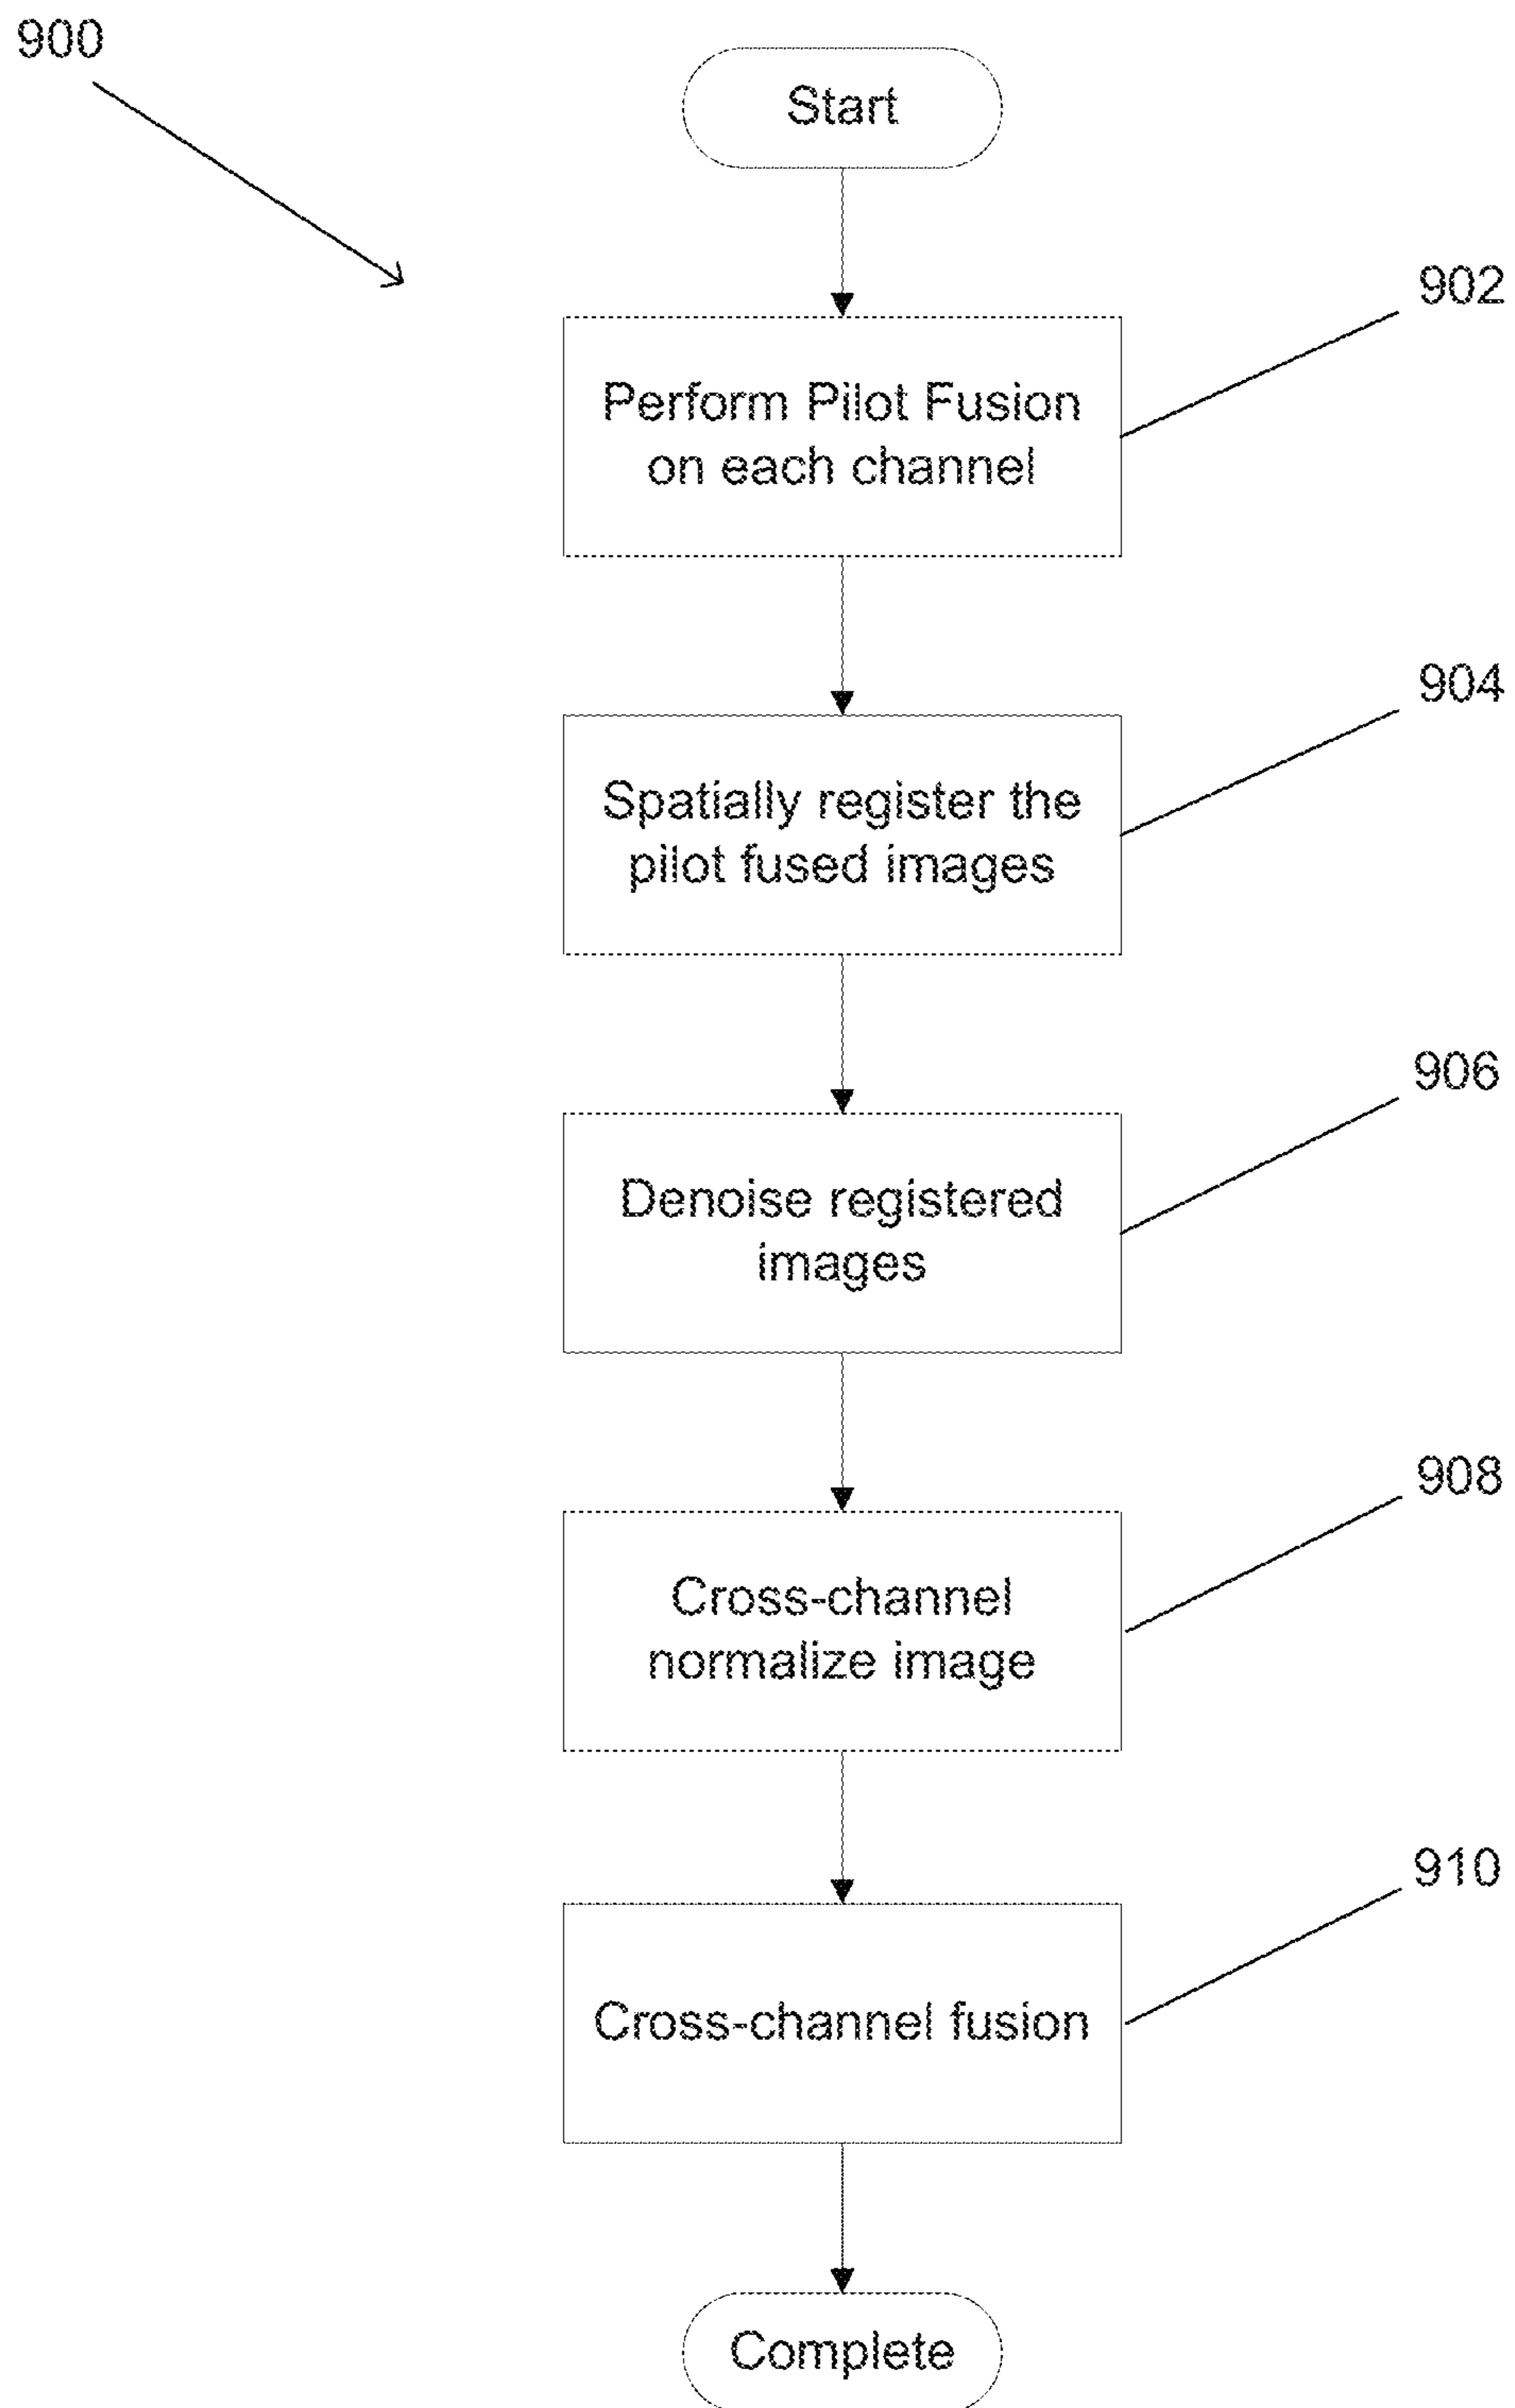 900
Start
902
Perform Pilot Fusion
on each channel
904
Spatially register the
pilot fused images
906
Denoise registered
images
908
Cross-channel
normalize image
910
Cross-channel fusion
Complete